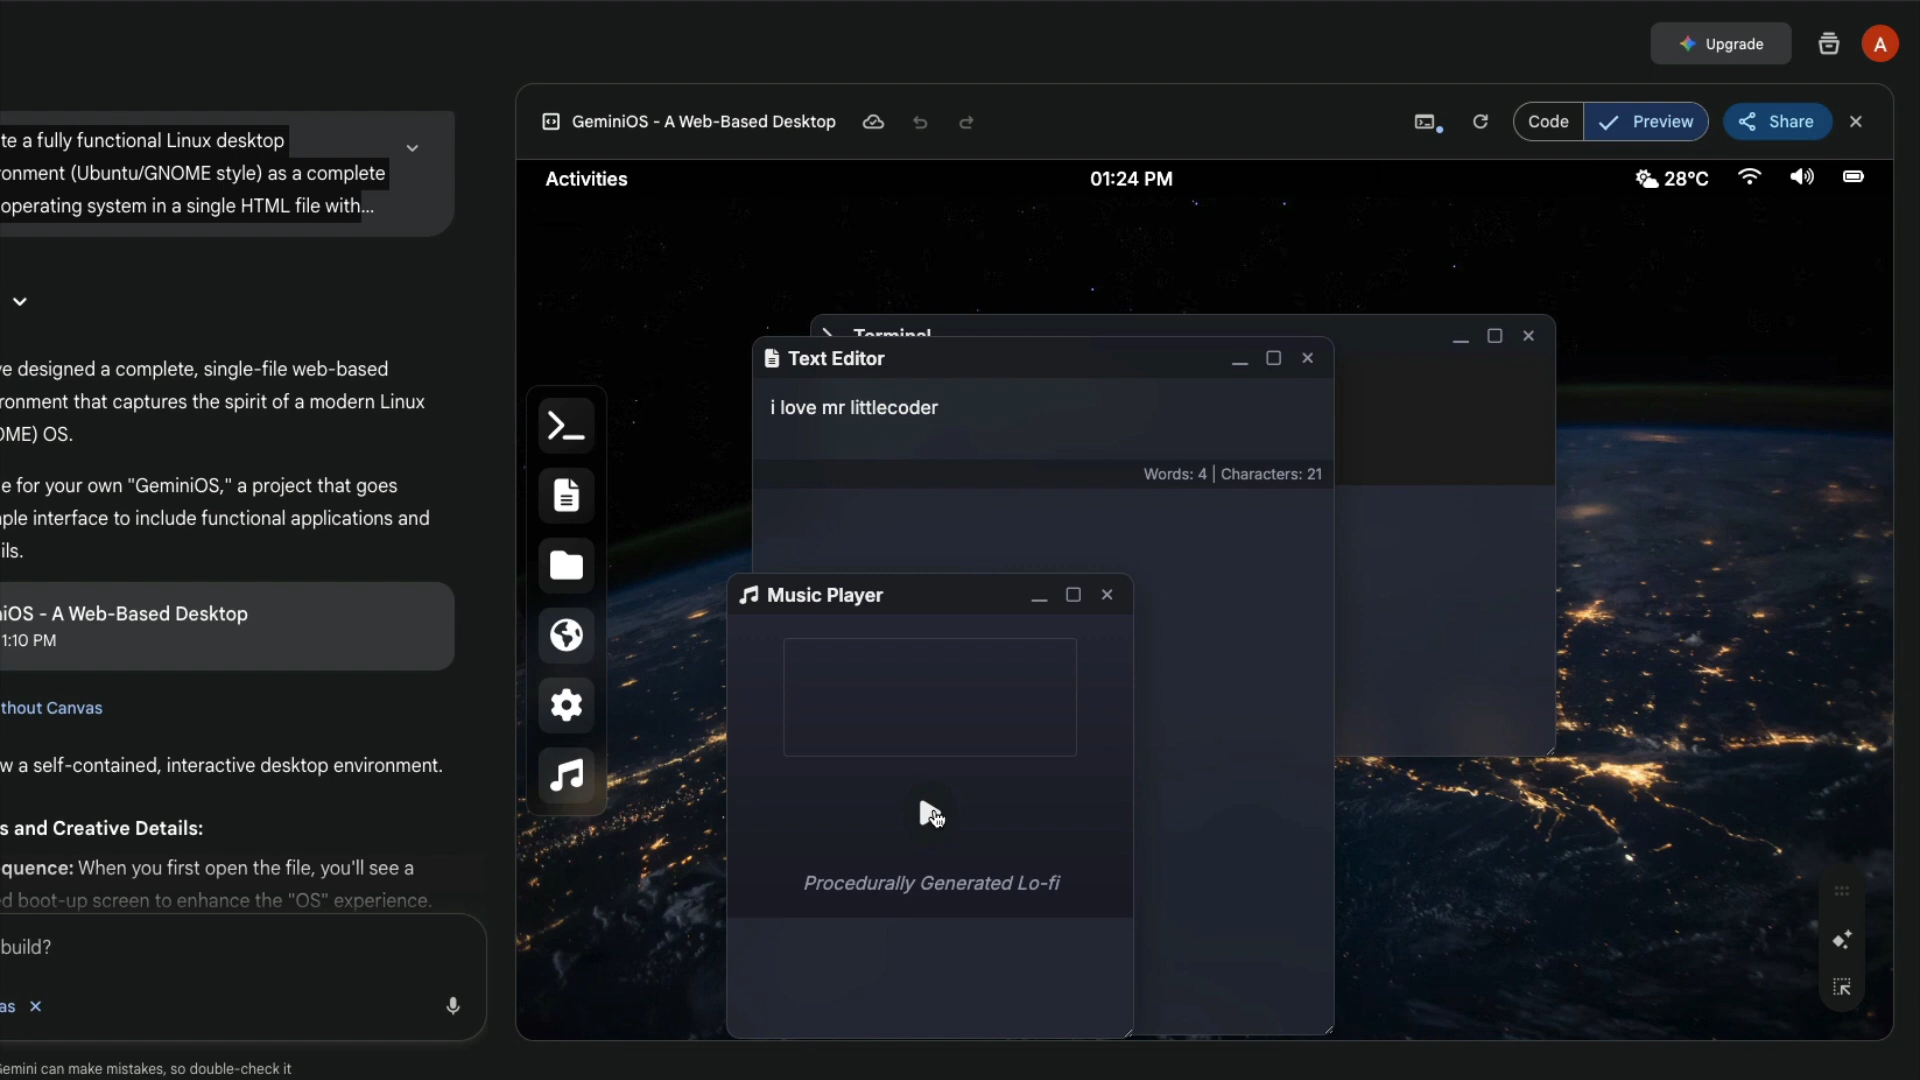 Upgrade
A
te a fully functional Linux desktop
ronment (Ubuntu/GNOME style) as a complete
operating system in a single HTML file with...
ve designed a complete, single-file web-based
ronment that captures the spirit of a modern Linux
OME) OS.
e for your own "GeminiOS," a project that goes
ple interface to include functional applications and
ils.
niOS - A Web-Based Desktop
1:10 PM
thout Canvas
w a self-contained, interactive desktop environment.
s and Creative Details:
quence: When you first open the file, you'll see a
d boot-up screen to enhance the "OS" experience.
build?
as
Gemini can make mistakes, so double-check it
GeminiOS - A Web-Based Desktop
Code
Preview
Share
Activities
01:24 PM
28°C
Terminal
Text Editor
i love mr littlecoder
Words: 4 | Characters: 21
Music Player
Procedurally Generated Lo-fi